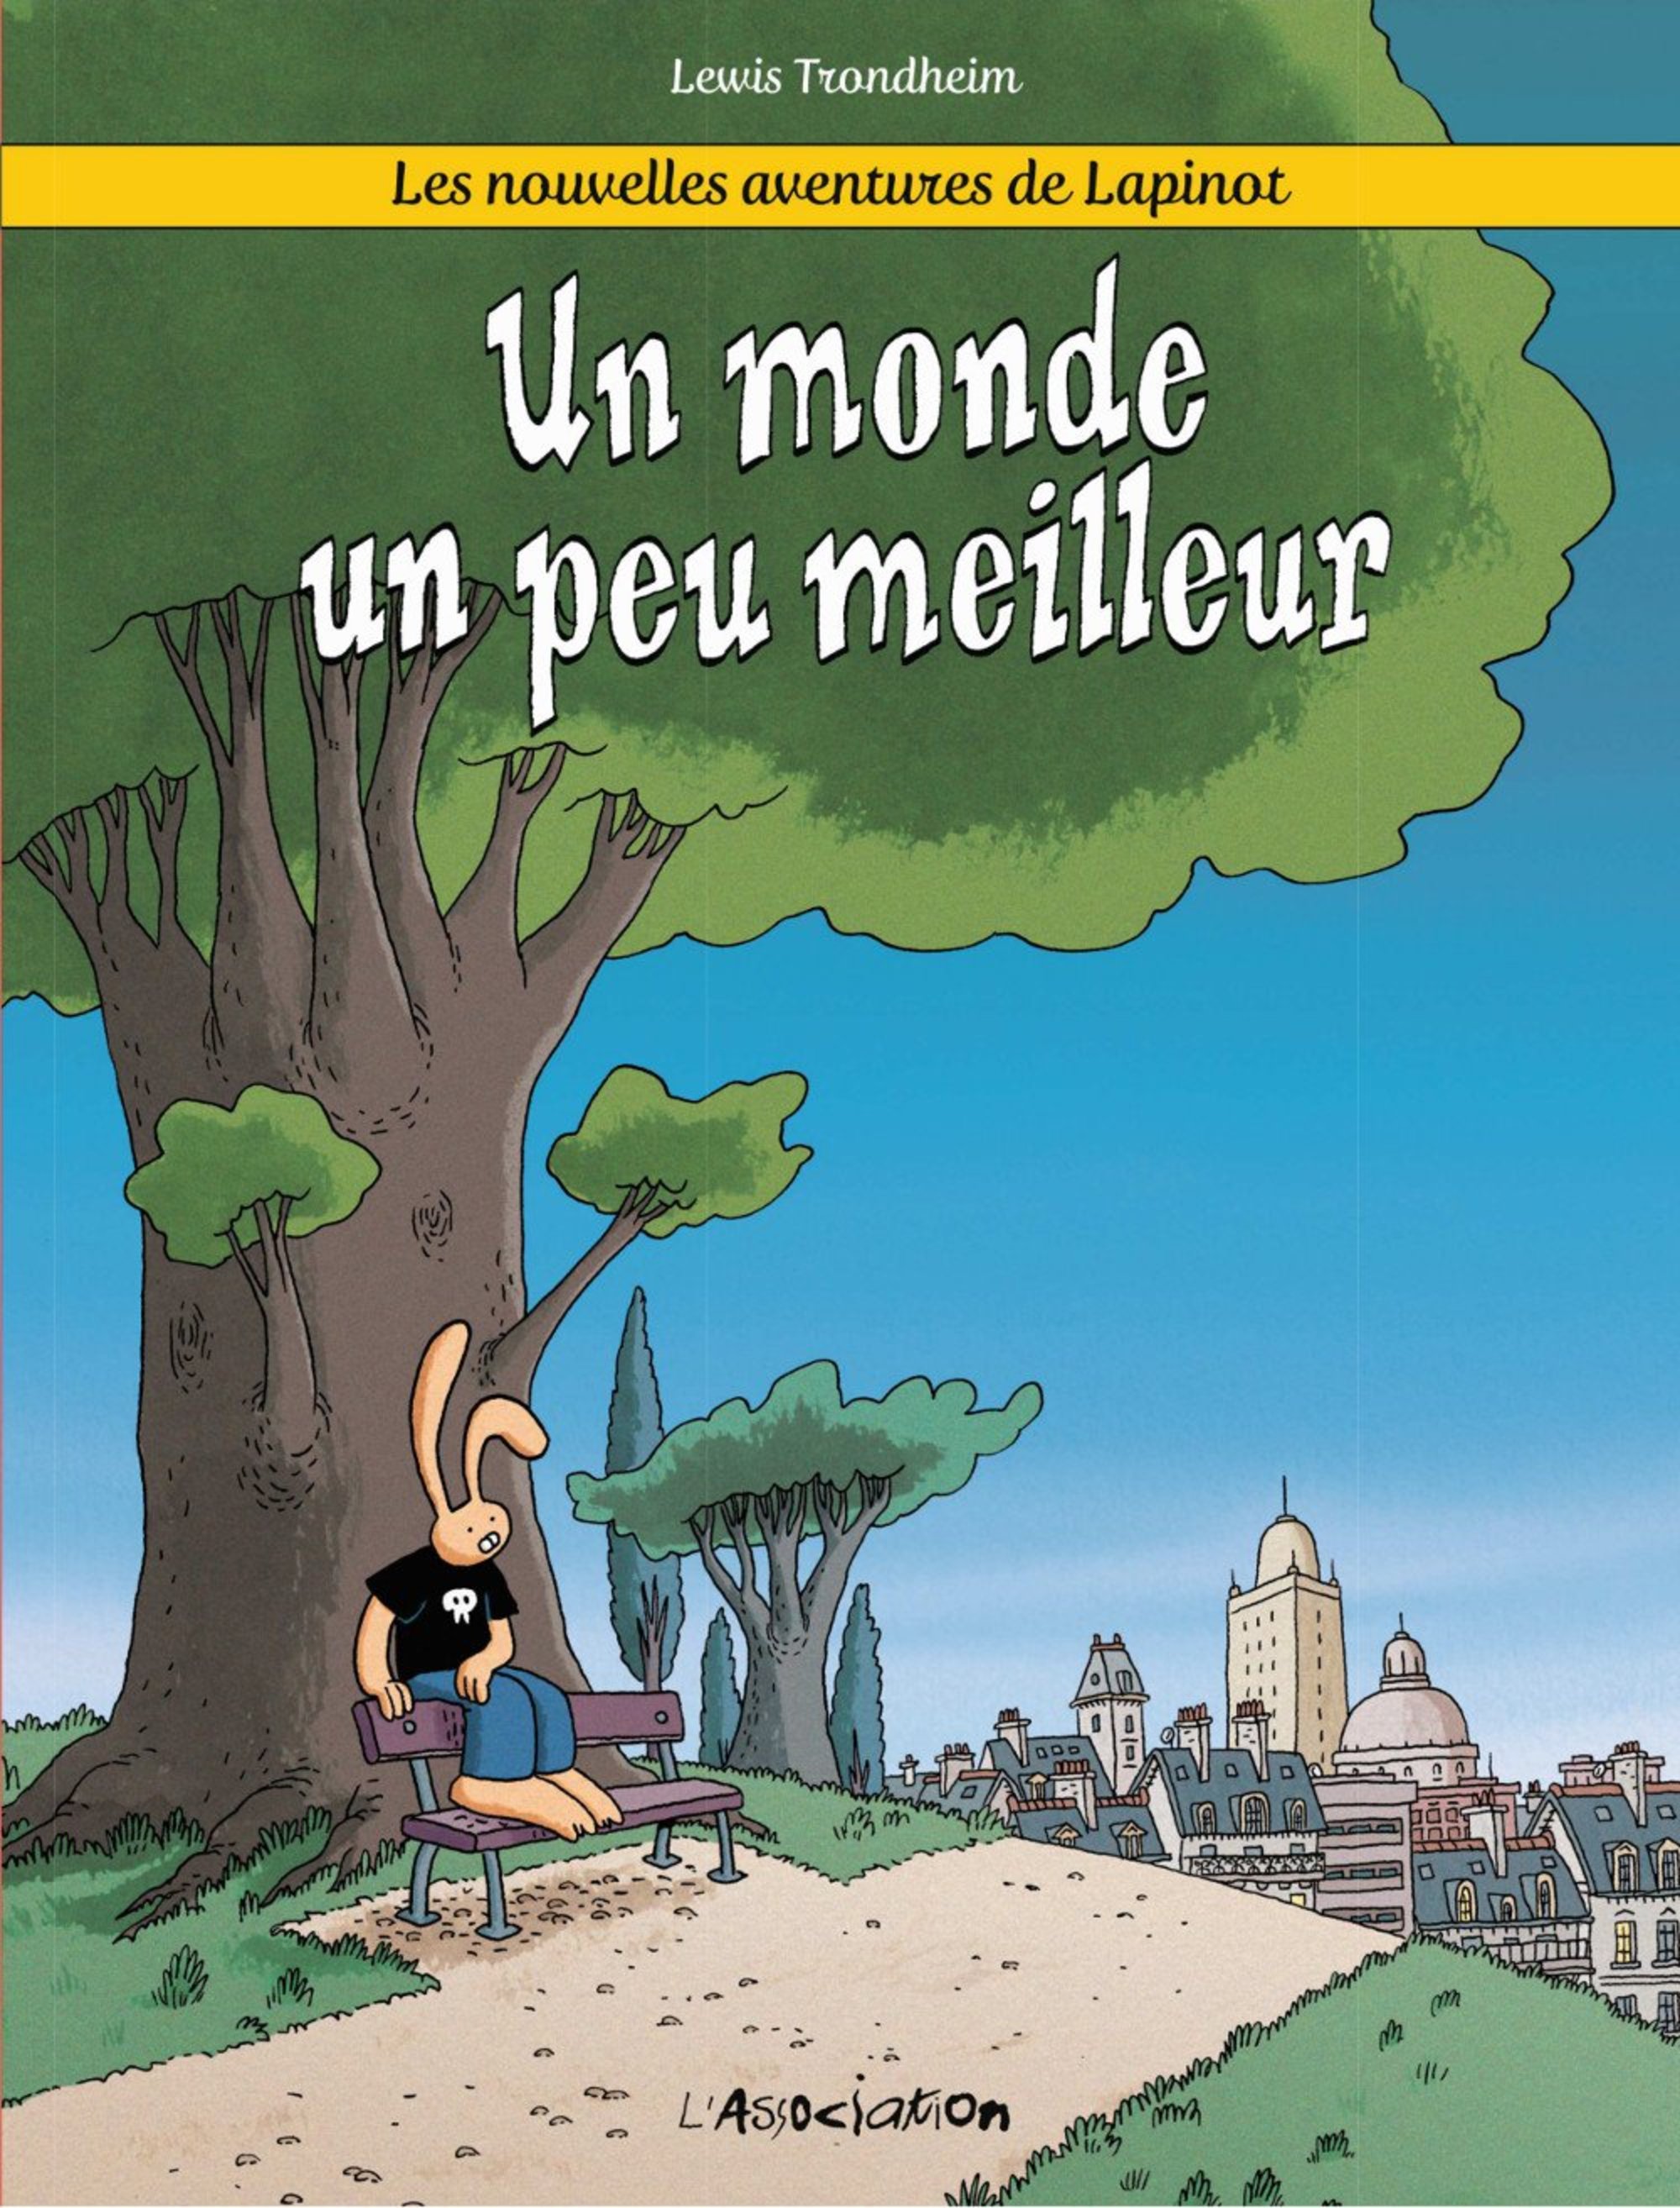 Lewis Trondheim
Les nouvelles aventures de Lapinot
Un monde
un peu meilleur
L'Association